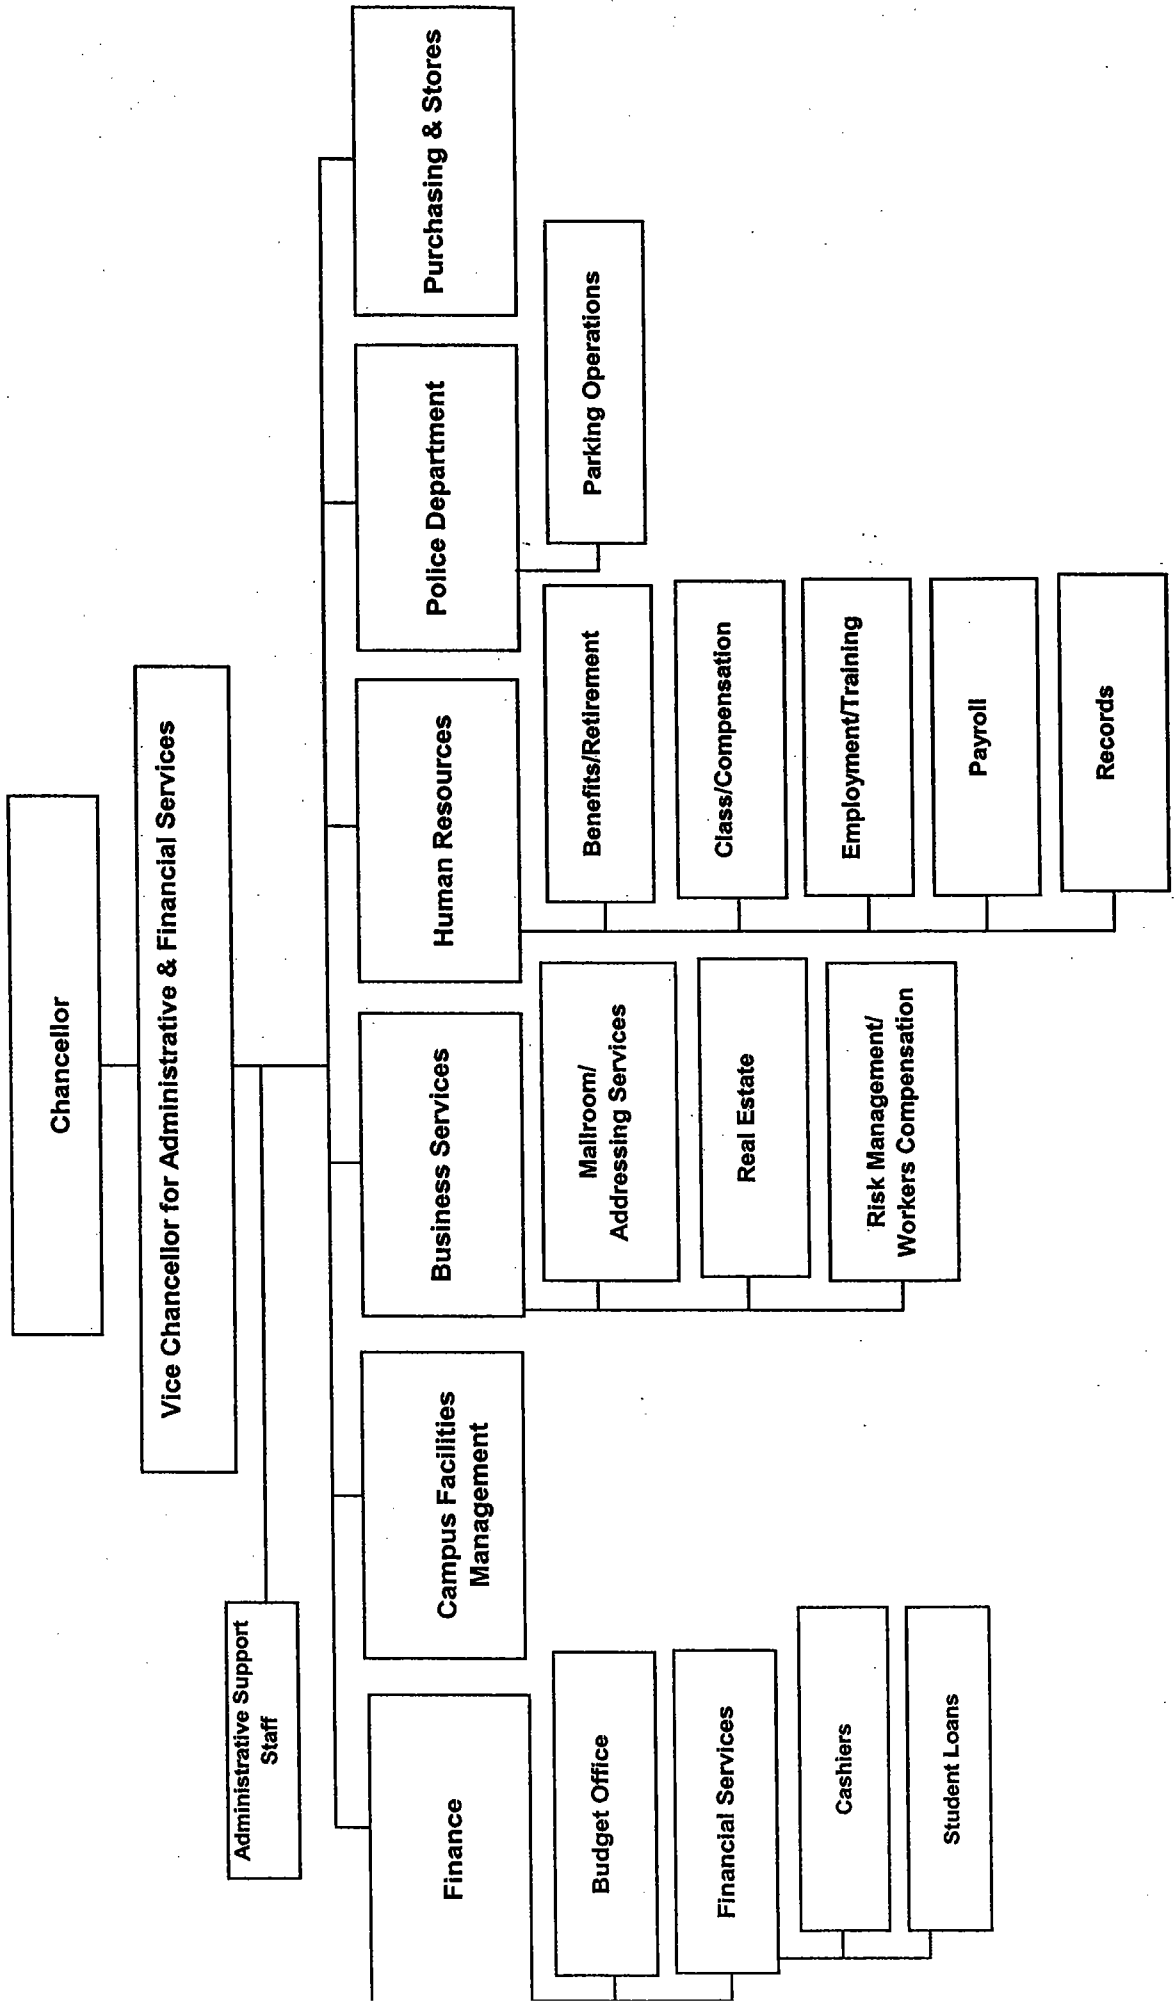 Chancellor
Vice Chancellor for Administrative & Financial Services
Administrative Support
Staff
Finance
Budget Office
Financial Services
Cashiers
Student Loans
Campus Facilities
Management
Business Services
Mailroom/
Addressing Services
Real Estate
Risk Management/
Workers Compensation
Human Resources
Benefits/Retirement
Class/Compensation
Employment/Training
Payroll
Records
Police Department
Parking Operations
Purchasing & Stores